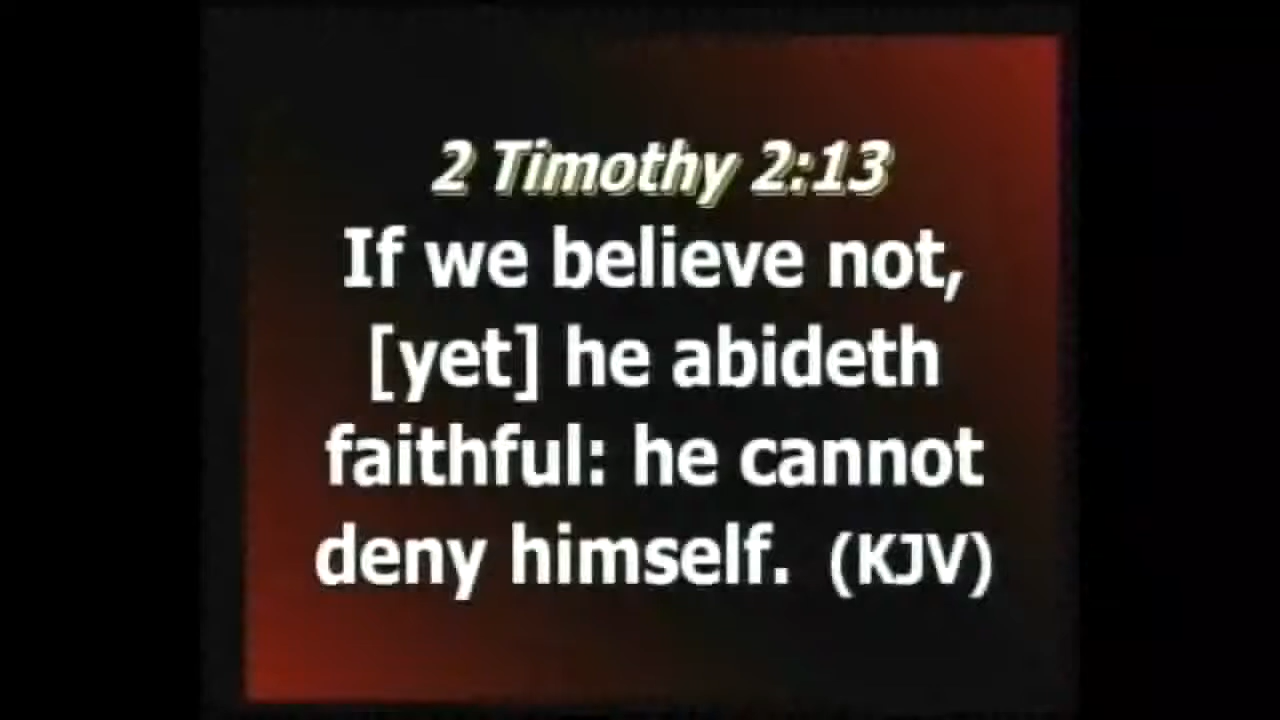 2 Timothy 2:13
If we believe not,
[yet] he abideth
faithful: he cannot
deny himself. (KJV)